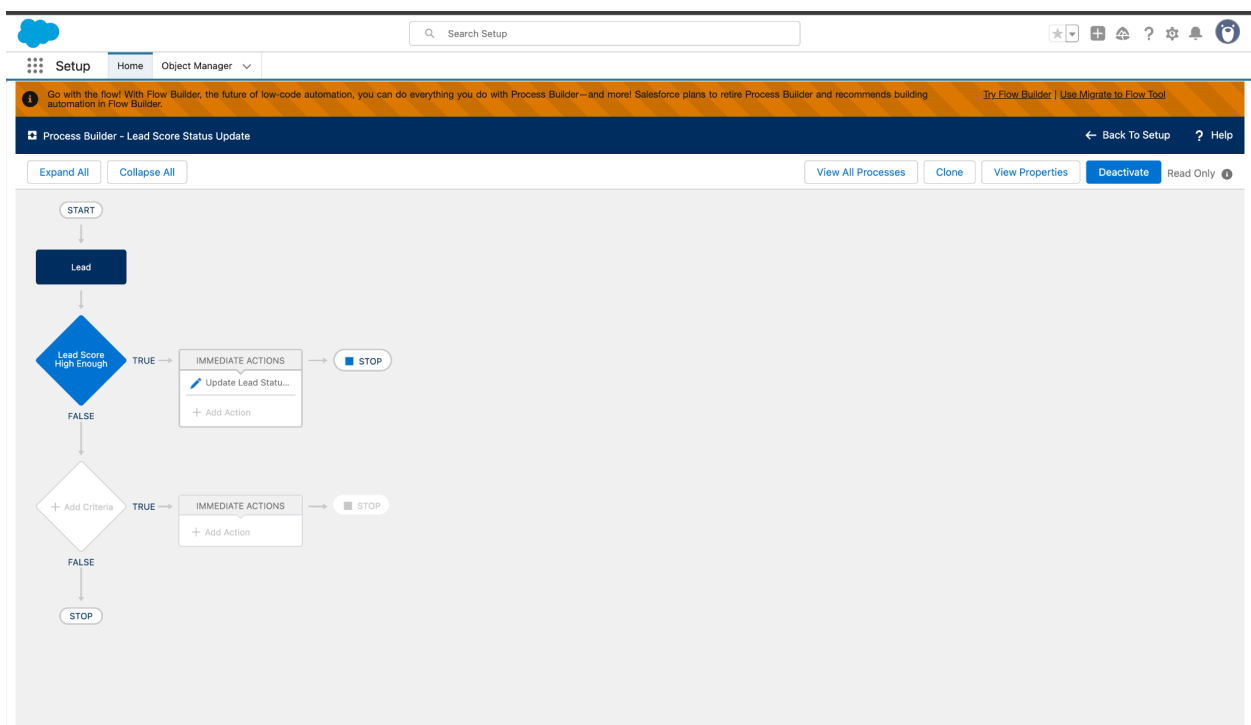 Search Setup
Setup
Home
Object Manager
Go with the flow! With Flow Builder, the future of low-code automation, you can do everything you do with Process Builder—and more! Salesforce plans to retire Process Builder and recommends building
automation in Flow Builder.
Try Flow Builder | Use Migrate to Flow Tool
Process Builder - Lead Score Status Update
Back To Setup
? Help
Expand All
Collapse All
View All Processes
Clone
View Properties
Deactivate
Read Only
START
Lead
Lead Score
High Enough
TRUE
IMMEDIATE ACTIONS
STOP
Update Lead Statu...
+ Add Action
FALSE
+ Add Criteria
TRUE
IMMEDIATE ACTIONS
STOP
+ Add Action
FALSE
STOP